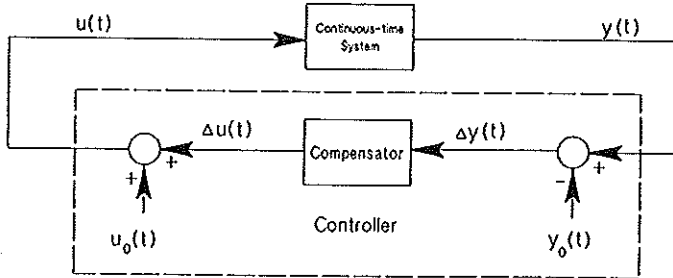 u(t)
Continuous-time
System
y(t)
Δu(t)
Compensator
Δy(t)
+
+
-
+
u₀(t)
Controller
y₀(t)